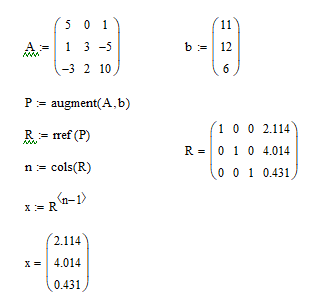 A := ( 5 0 1
1 3 -5
-3 2 10 )
b := ( 11
12
6 )
P := augment(A,b)
R := rref(P)
n := cols(R)
x := R⟨n-1⟩
R = ( 1 0 0 2.114
0 1 0 4.014
0 0 1 0.431 )
x = ( 2.114
4.014
0.431 )